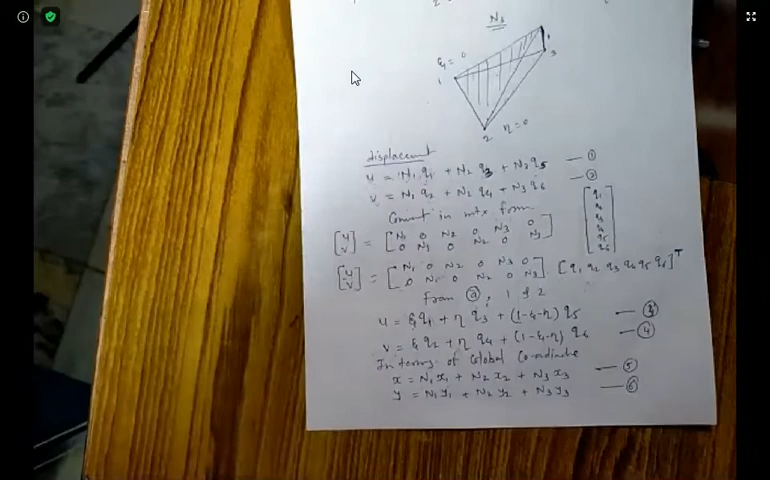 N3
ξ = 0
1
3
2 η = 0
displacement
u = N1 q1 + N2 q3 + N2 q5 — ①
v = N1 q2 + N2 q4 + N3 q6 — ②
Convert in mtx form
[u v] = [N1 0 N2 0 N3 0 0 N1 0 N2 0 N3] [q1 q2 q3 q4 q5 q6]
[u v] = [N1 0 N2 0 N3 0 0 N1 0 N2 0 N3] [q1 q2 q3 q4 q5 q6]^T
from ⓐ, 1 & 2
u = ξ q1 + η q3 + (1-ξ-η) q5 — ③
v = ξ q2 + η q4 + (1-ξ-η) q6 — ④
In terms of Global Co-ordinate
x = N1 x1 + N2 x2 + N3 x3 — ⑤
y = N1 y1 + N2 y2 + N3 y3 — ⑥